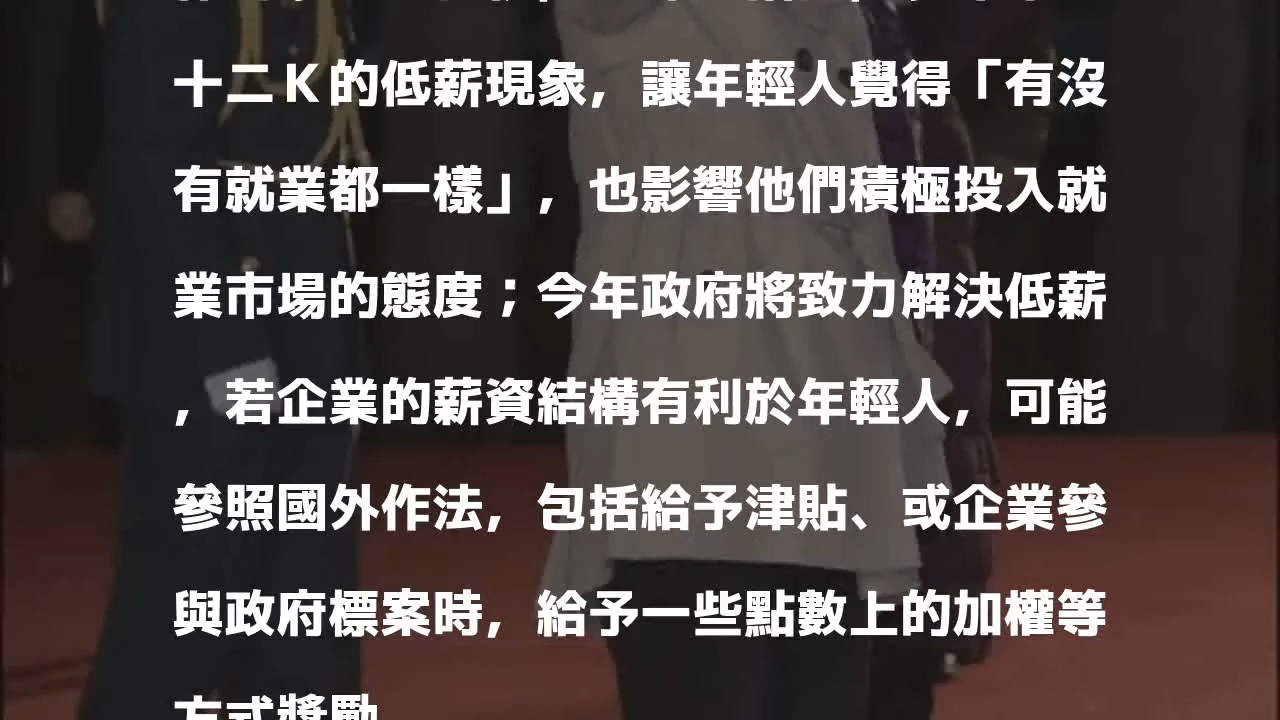 十二Ｋ的低薪現象，讓年輕人覺得「有沒
有就業都一樣」，也影響他們積極投入就
業市場的態度；今年政府將致力解決低薪
，若企業的薪資結構有利於年輕人，可能
參照國外作法，包括給予津貼、或企業參
與政府標案時，給予一些點數上的加權等
方式獎勵